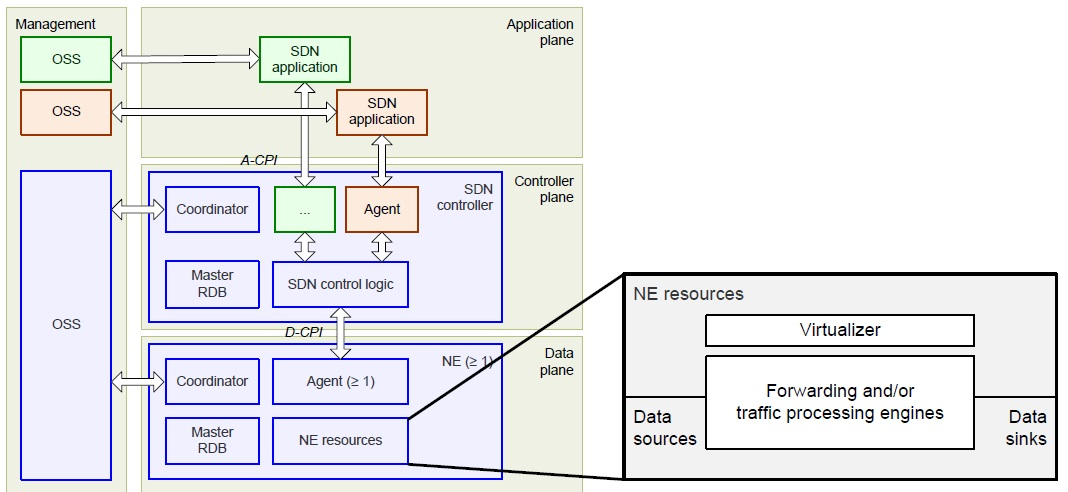 Management
OSS
OSS
OSS
Application
plane
SDN
application
SDN
application
A-CPI
Controller
plane
SDN
controller
Coordinator
...
Agent
Master
RDB
SDN control logic
D-CPI
Data
plane
NE (≥ 1)
Coordinator
Agent (≥ 1)
Master
RDB
NE resources
NE resources
Virtualizer
Forwarding and/or
traffic processing engines
Data
sources
Data
sinks